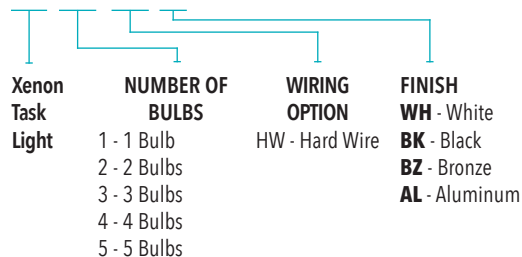 Xenon
Task
Light
NUMBER OF
BULBS
1 - 1 Bulb
2 - 2 Bulbs
3 - 3 Bulbs
4 - 4 Bulbs
5 - 5 Bulbs
WIRING
OPTION
HW - Hard Wire
FINISH
WH - White
BK - Black
BZ - Bronze
AL - Aluminum